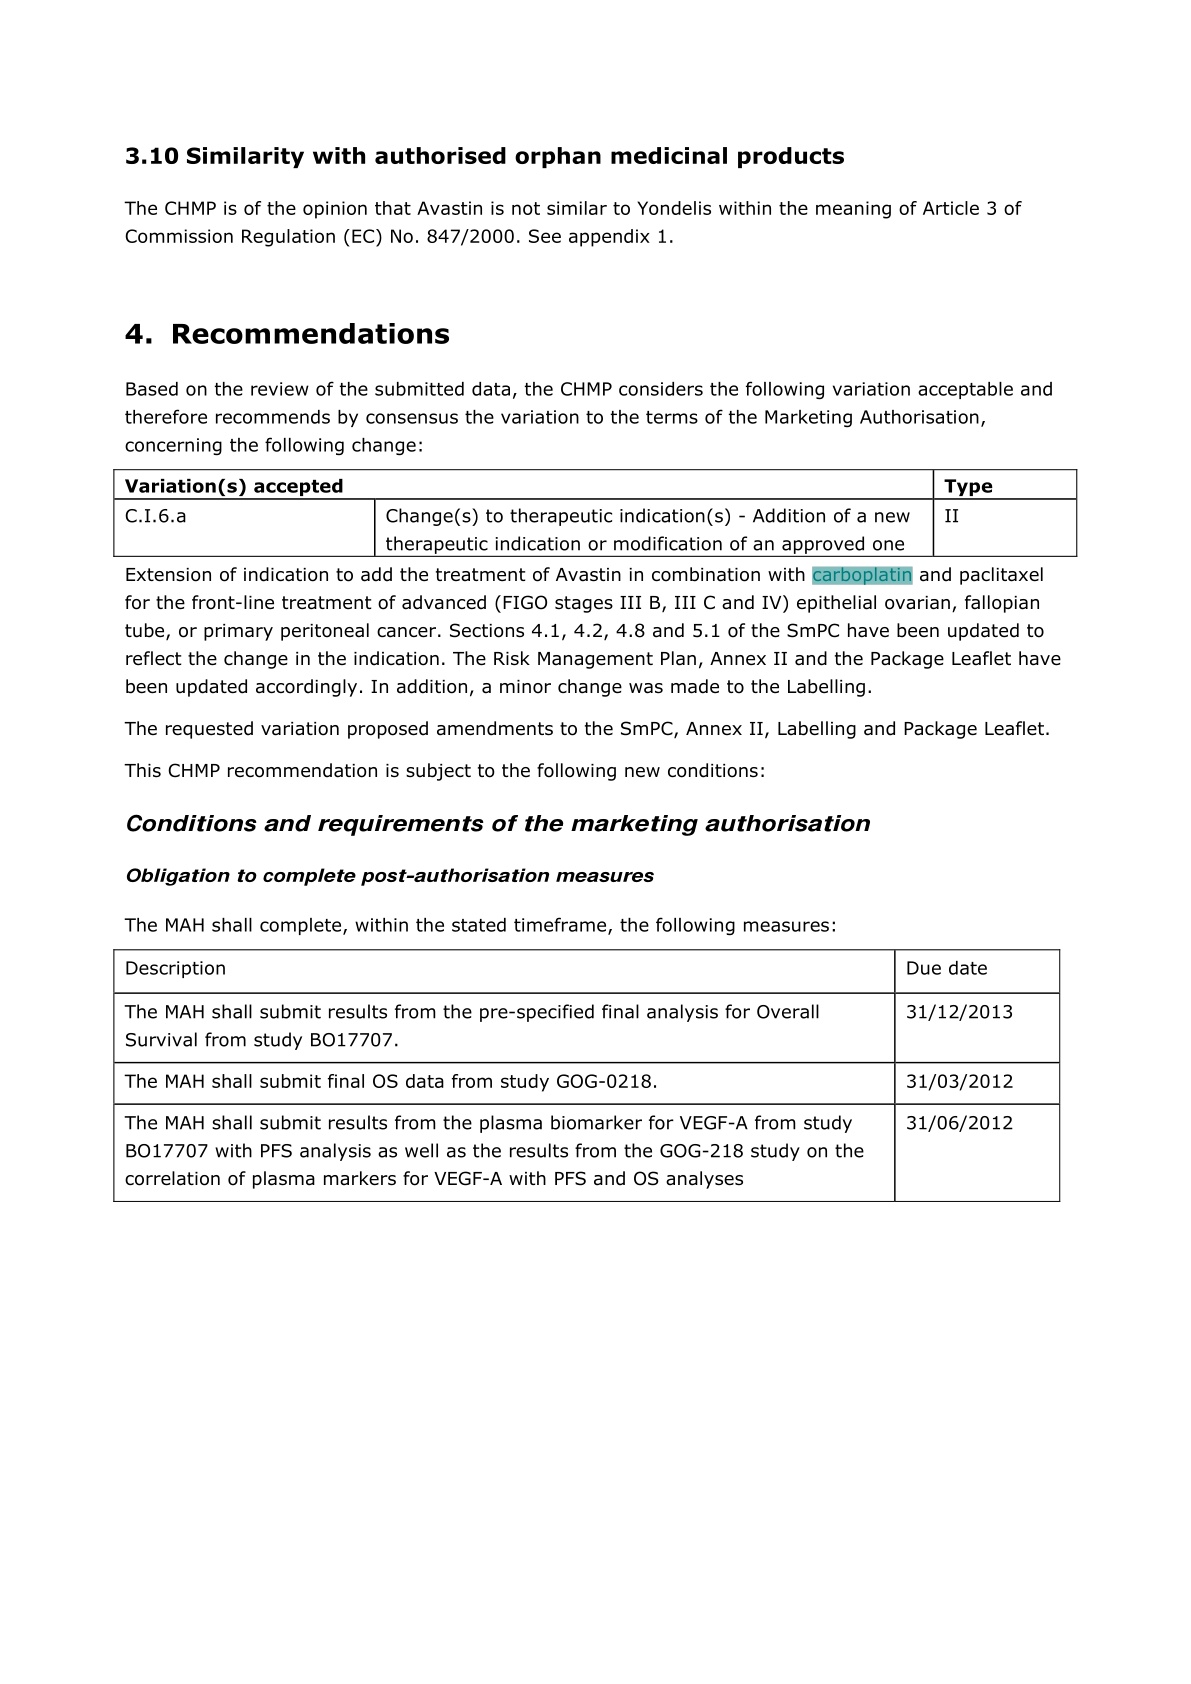 3.10 Similarity with authorised orphan medicinal products
The CHMP is of the opinion that Avastin is not similar to Yondelis within the meaning of Article 3 of
Commission Regulation (EC) No. 847/2000. See appendix 1.
4. Recommendations
Based on the review of the submitted data, the CHMP considers the following variation acceptable and
therefore recommends by consensus the variation to the terms of the Marketing Authorisation,
concerning the following change:
Variation(s) accepted Type
C.I.6.a Change(s) to therapeutic indication(s) - Addition of a new II
therapeutic indication or modification of an approved one
Extension of indication to add the treatment of Avastin in combination with carboplatin and paclitaxel
for the front-line treatment of advanced (FIGO stages III B, III C and IV) epithelial ovarian, fallopian
tube, or primary peritoneal cancer. Sections 4.1, 4.2, 4.8 and 5.1 of the SmPC have been updated to
reflect the change in the indication. The Risk Management Plan, Annex II and the Package Leaflet have
been updated accordingly. In addition, a minor change was made to the Labelling.
The requested variation proposed amendments to the SmPC, Annex II, Labelling and Package Leaflet.
This CHMP recommendation is subject to the following new conditions:
Conditions and requirements of the marketing authorisation
Obligation to complete post-authorisation measures
The MAH shall complete, within the stated timeframe, the following measures:
Description Due date
The MAH shall submit results from the pre-specified final analysis for Overall 31/12/2013
Survival from study BO17707.
The MAH shall submit final OS data from study GOG-0218. 31/03/2012
The MAH shall submit results from the plasma biomarker for VEGF-A from study 31/06/2012
BO17707 with PFS analysis as well as the results from the GOG-218 study on the
correlation of plasma markers for VEGF-A with PFS and OS analyses